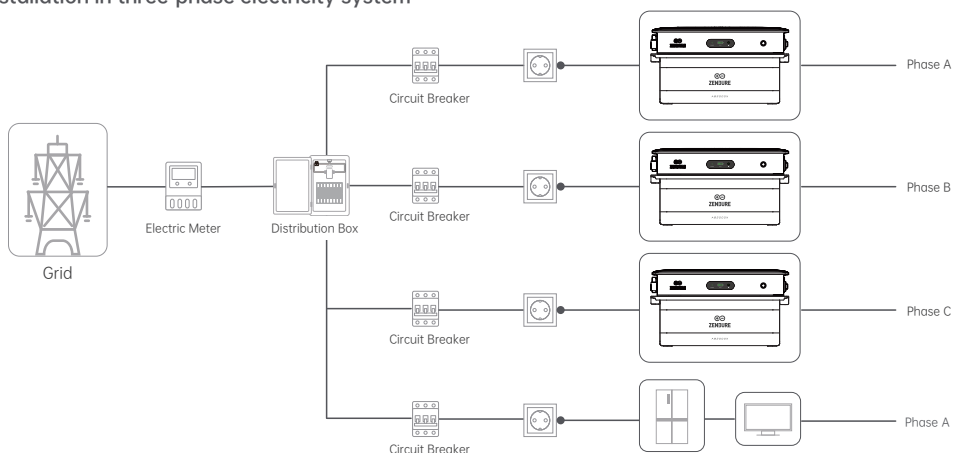 stallation in three-phase electricity system
Circuit Breaker
ZENDURE
Phase A
Circuit Breaker
ZENDURE
Phase B
Grid
Electric Meter
Distribution Box
Circuit Breaker
ZENDURE
Phase C
Circuit Breaker
Phase A